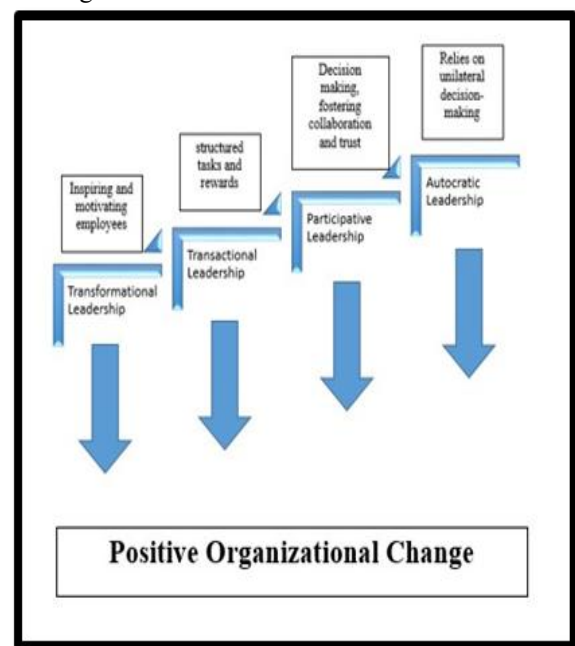 Inspiring and
motivating
employees
Transformational
Leadership
structured
tasks and
rewards
Transactional
Leadership
Decision
making,
fostering
collaboration
and trust
Participative
Leadership
Relies on
unilateral
decision-
making
Autocratic
Leadership
Positive Organizational Change